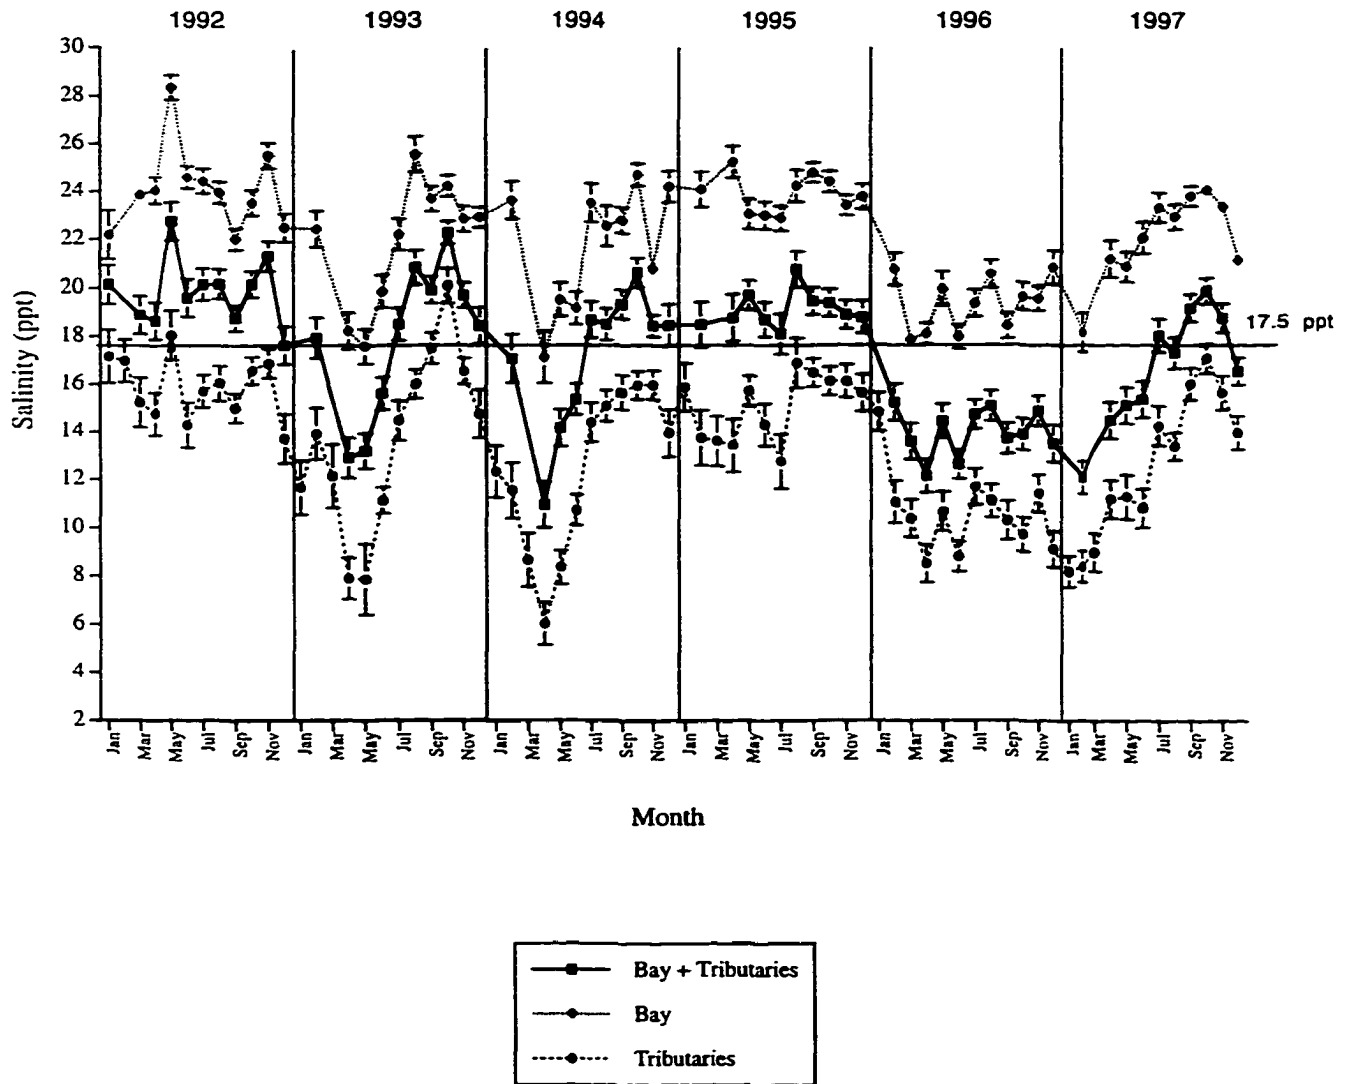 1992 1993 1994 1995 1996 1997
30
28
26
24
22
20
18
16
14
12
10
8
6
4
2
Salinity (ppt)
17.5 ppt
Jan Mar May Jul Sep Nov Jan Mar May Jul Sep Nov Jan Mar May Jul Sep Nov Jan Mar May Jul Sep Nov Jan Mar May Jul Sep Nov Jan Mar May Jul Sep Nov
Month
Bay + Tributaries
Bay
Tributaries